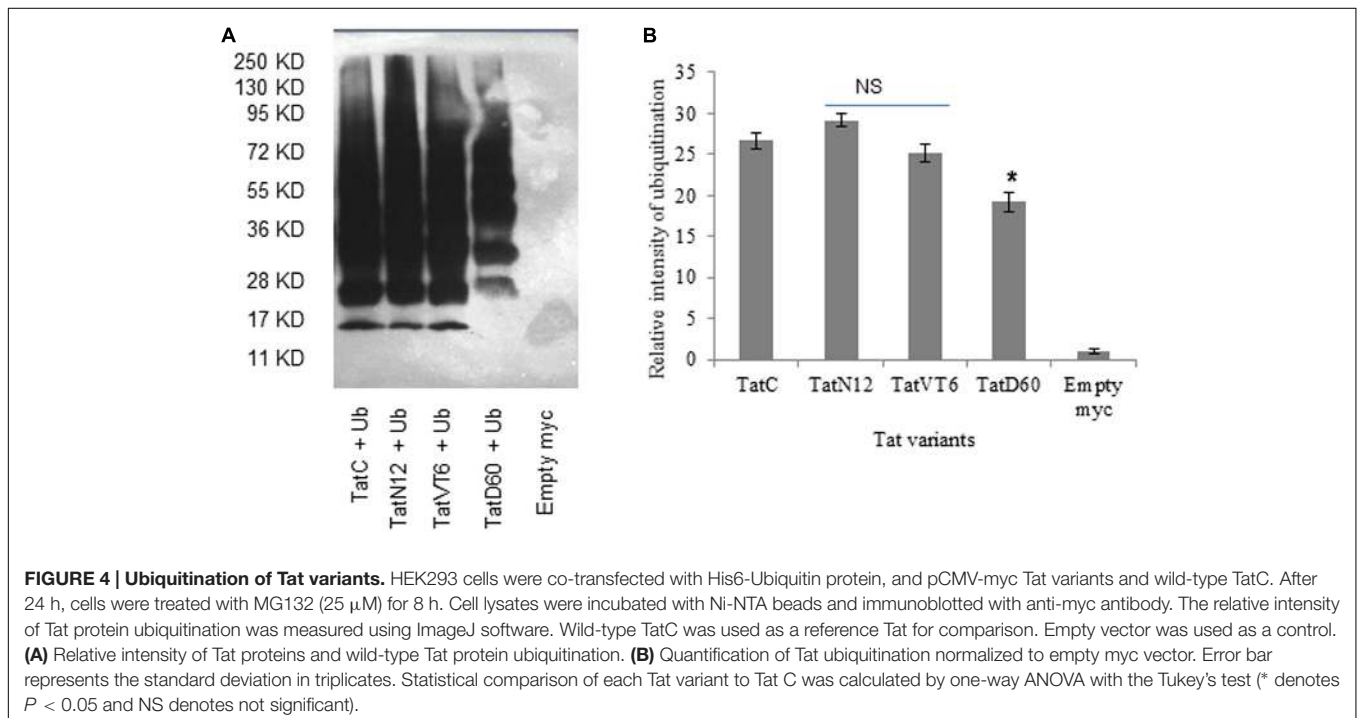 A
250 KD
130 KD
95 KD
72 KD
55 KD
36 KD
28 KD
17 KD
11 KD
TatC + Ub
TatN12 + Ub
TatVT6 + Ub
TatD60 + Ub
Empty myc
B
Relative intensity of ubiquitination
35
30
25
20
15
10
5
0
NS
*
TatC
TatN12
TatVT6
TatD60
Empty
myc
Tat variants
FIGURE 4 | Ubiquitination of Tat variants. HEK293 cells were co-transfected with His6-Ubiquitin protein, and pCMV-myc Tat variants and wild-type TatC. After
24 h, cells were treated with MG132 (25 μM) for 8 h. Cell lysates were incubated with Ni-NTA beads and immunoblotted with anti-myc antibody. The relative intensity
of Tat protein ubiquitination was measured using ImageJ software. Wild-type TatC was used as a reference Tat for comparison. Empty vector was used as a control.
(A) Relative intensity of Tat proteins and wild-type Tat protein ubiquitination. (B) Quantification of Tat ubiquitination normalized to empty myc vector. Error bar
represents the standard deviation in triplicates. Statistical comparison of each Tat variant to Tat C was calculated by one-way ANOVA with the Tukey's test (* denotes
P < 0.05 and NS denotes not significant).